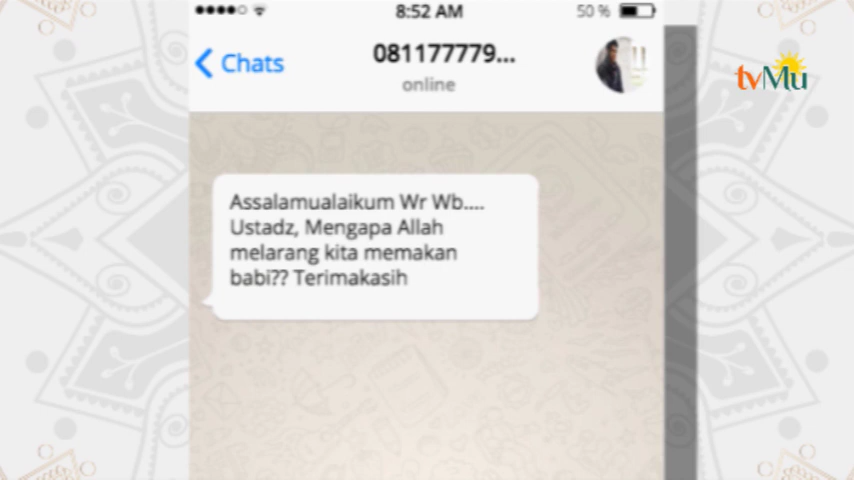 8:52 AM
50 %
Chats
081177779...
online
tvMu
Assalamualaikum Wr Wb....
Ustadz, Mengapa Allah
melarang kita memakan
babi?? Terimakasih